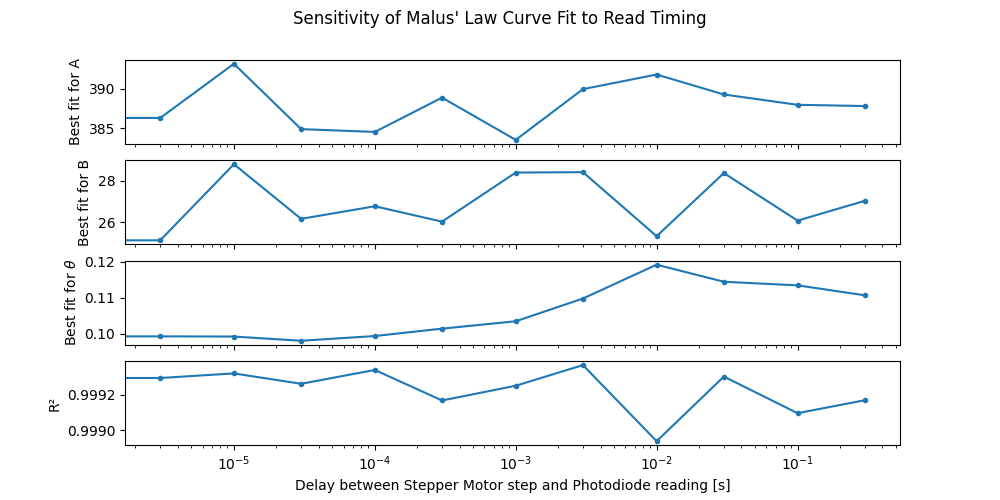 Sensitivity of Malus' Law Curve Fit to Read Timing
Best fit for A
390
385
Best fit for B
28
26
Best fit for θ
0.12
0.11
0.10
R²
0.9992
0.9990
10⁻⁵ 10⁻⁴ 10⁻³ 10⁻² 10⁻¹
Delay between Stepper Motor step and Photodiode reading [s]